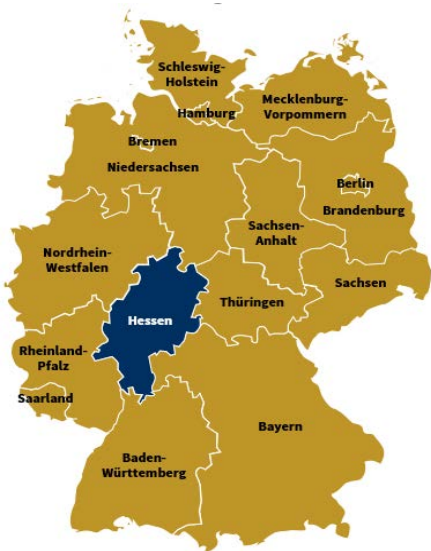 Schleswig-
Holstein
Mecklenburg-
Vorpommern
Hamburg
Bremen
Niedersachsen
Berlin
Brandenburg
Sachsen-
Anhalt
Nordrhein-
Westfalen
Sachsen
Thüringen
Hessen
Rheinland-
Pfalz
Saarland
Bayern
Baden-
Württemberg